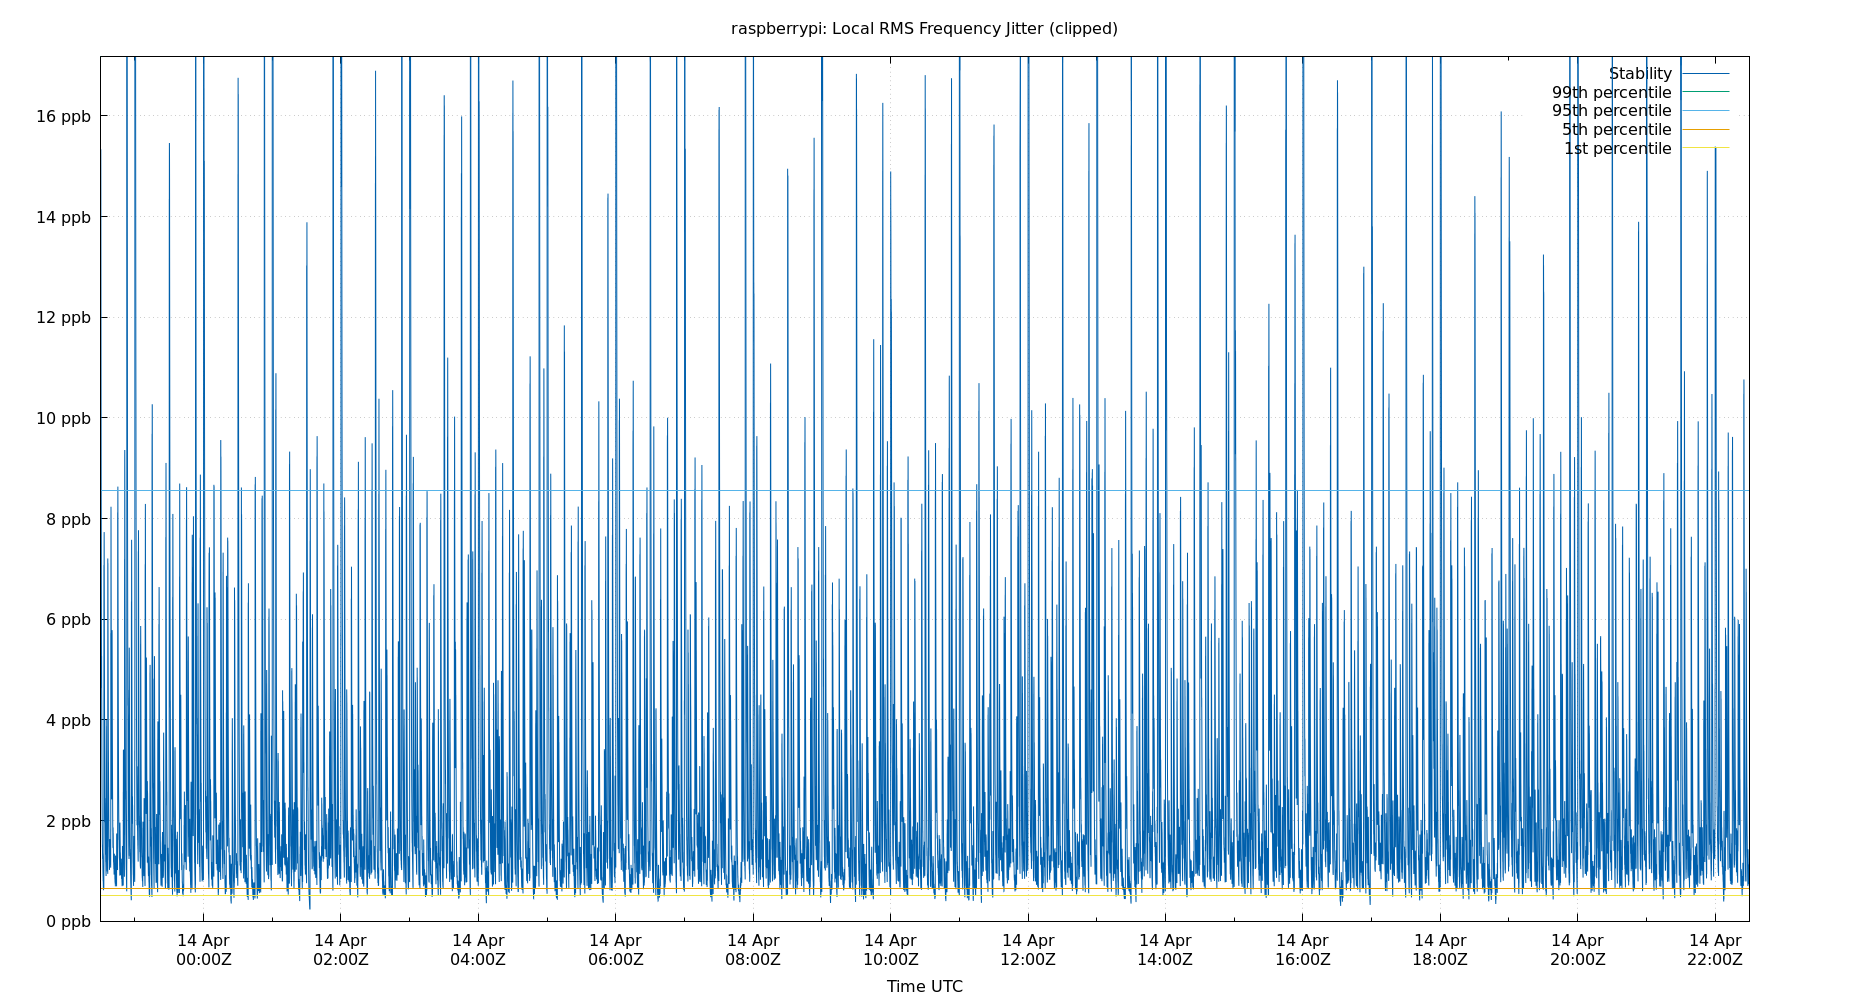 raspberrypi: Local RMS Frequency Jitter (clipped)
Stability
99th percentile
95th percentile
5th percentile
1st percentile
16 ppb
14 ppb
12 ppb
10 ppb
8 ppb
6 ppb
4 ppb
2 ppb
0 ppb
14 Apr 14 Apr 14 Apr 14 Apr 14 Apr 14 Apr 14 Apr 14 Apr 14 Apr 14 Apr 14 Apr 14 Apr
00:00Z 02:00Z 04:00Z 06:00Z 08:00Z 10:00Z 12:00Z 14:00Z 16:00Z 18:00Z 20:00Z 22:00Z
Time UTC